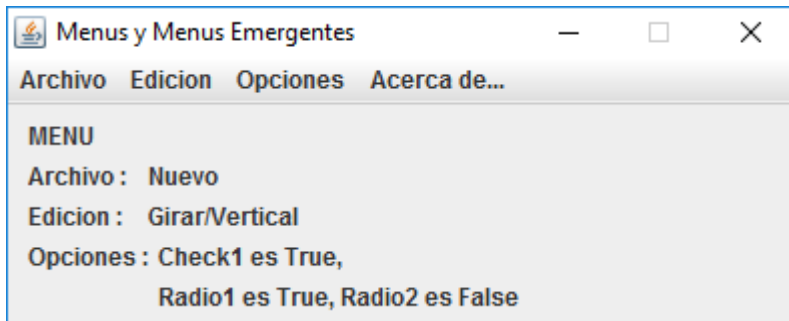 Menus y Menus Emergentes
Archivo Edicion Opciones Acerca de...
MENU
Archivo : Nuevo
Edicion : Girar/Vertical
Opciones : Check1 es True,
Radio1 es True, Radio2 es False